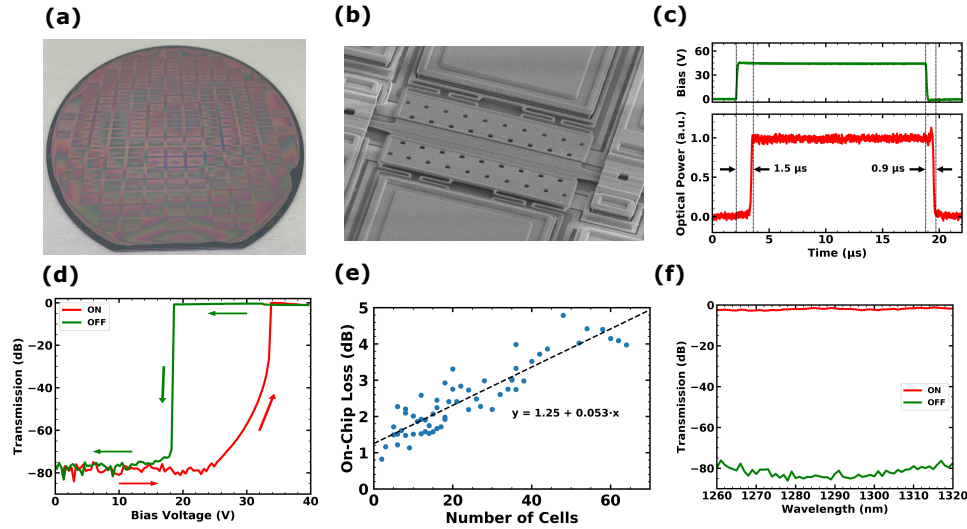 (a)
(b)
(c)
60
40
20
0
Bias (V)
1.0
0.5
0.0
Optical Power (a.u.)
1.5 μs
0.9 μs
0
5
10
15
20
Time (μs)
(d)
0
−20
−40
−60
−80
Transmission (dB)
ON
OFF
0
10
20
30
40
Bias Voltage (V)
(e)
5
4
3
2
1
0
On-Chip Loss (dB)
y = 1.25 + 0.053·x
0
20
40
60
Number of Cells
(f)
0
−20
−40
−60
−80
Transmission (dB)
ON
OFF
1260
1270
1280
1290
1300
1310
1320
Wavelength (nm)